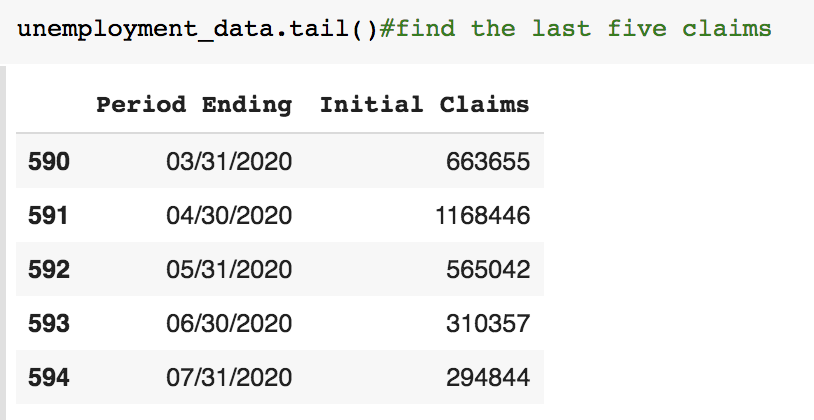 unemployment_data.tail()#find the last five claims
Period Ending Initial Claims
590 03/31/2020 663655
591 04/30/2020 1168446
592 05/31/2020 565042
593 06/30/2020 310357
594 07/31/2020 294844